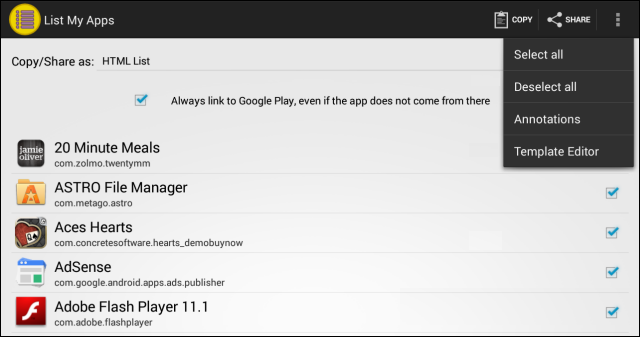 List My Apps
COPY
SHARE
Select all
Deselect all
Annotations
Template Editor
Copy/Share as: HTML List
Always link to Google Play, even if the app does not come from there
jamie
oliver
20 Minute Meals
com.zolmo.twentymm
ASTRO File Manager
com.metago.astro
Aces Hearts
com.concretesoftware.hearts_demobuynow
AdSense
com.google.android.apps.ads.publisher
Adobe Flash Player 11.1
com.adobe.flashplayer